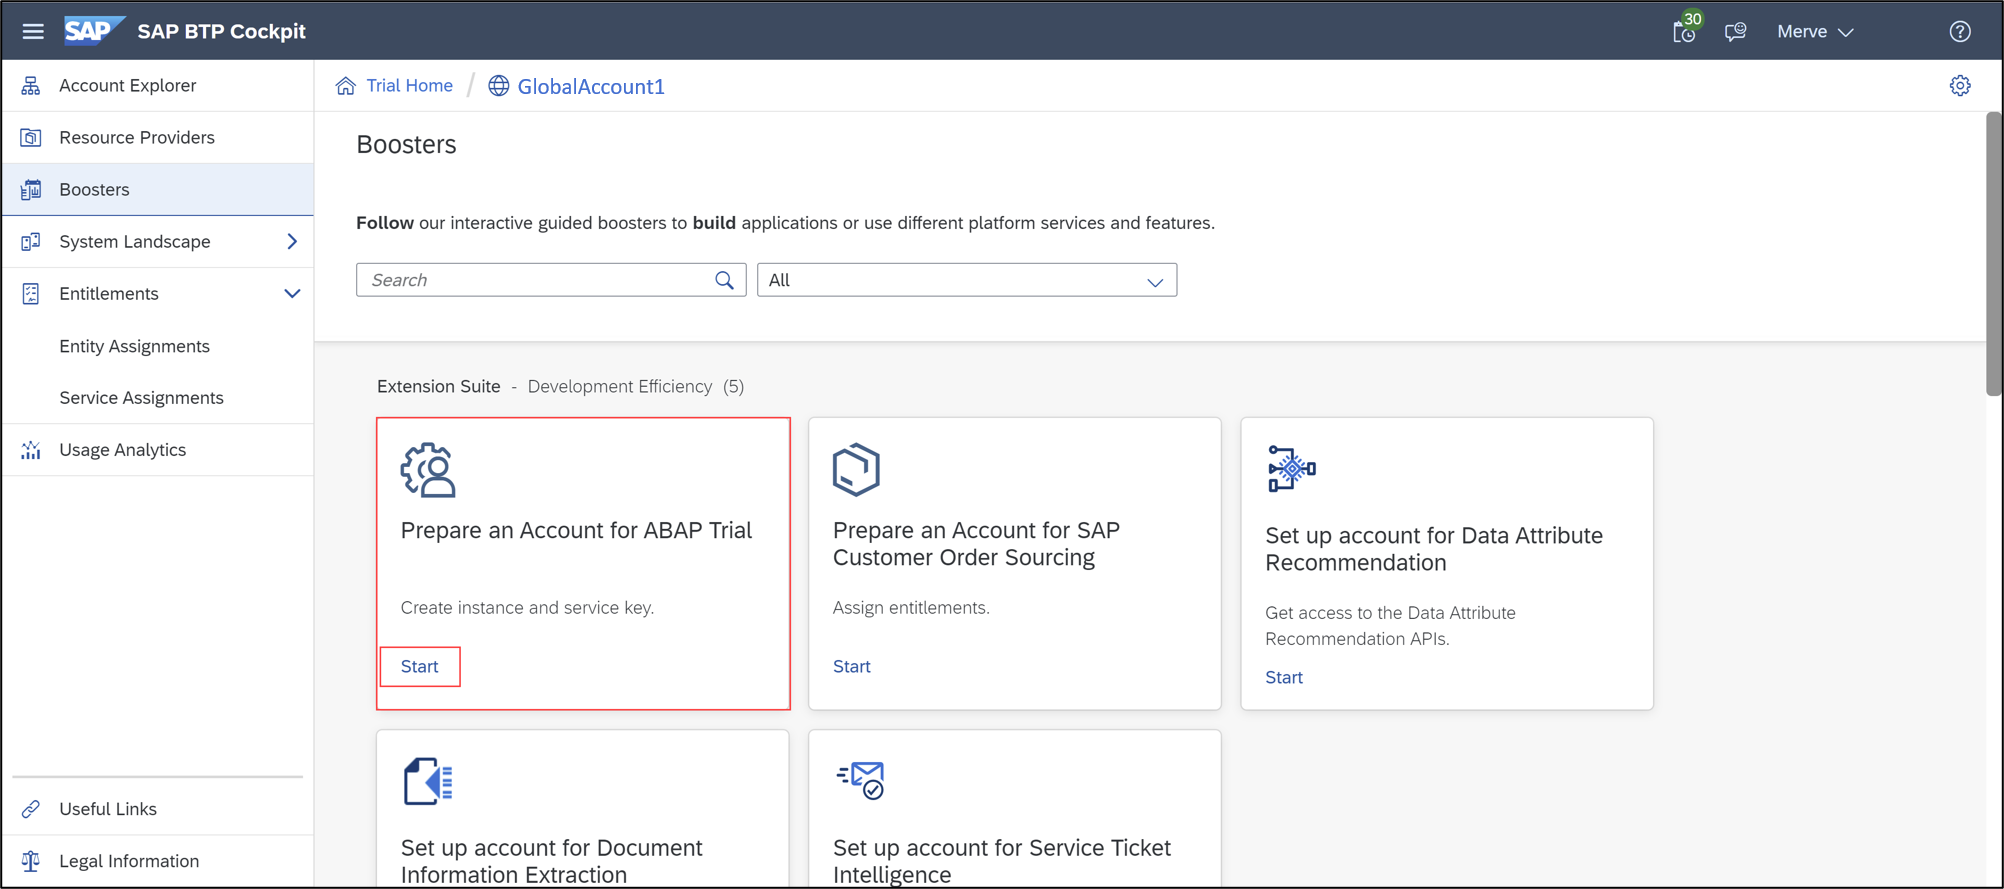 SAP SAP BTP Cockpit
30
Merve
Account Explorer
Resource Providers
Boosters
System Landscape
Entitlements
Entity Assignments
Service Assignments
Usage Analytics
Useful Links
Legal Information
Trial Home / GlobalAccount1
Boosters
Follow our interactive guided boosters to build applications or use different platform services and features.
Search
All
Extension Suite - Development Efficiency (5)
Prepare an Account for ABAP Trial
Create instance and service key.
Start
Prepare an Account for SAP
Customer Order Sourcing
Assign entitlements.
Start
Set up account for Data Attribute
Recommendation
Get access to the Data Attribute
Recommendation APIs.
Start
Set up account for Document
Information Extraction
Set up account for Service Ticket
Intelligence